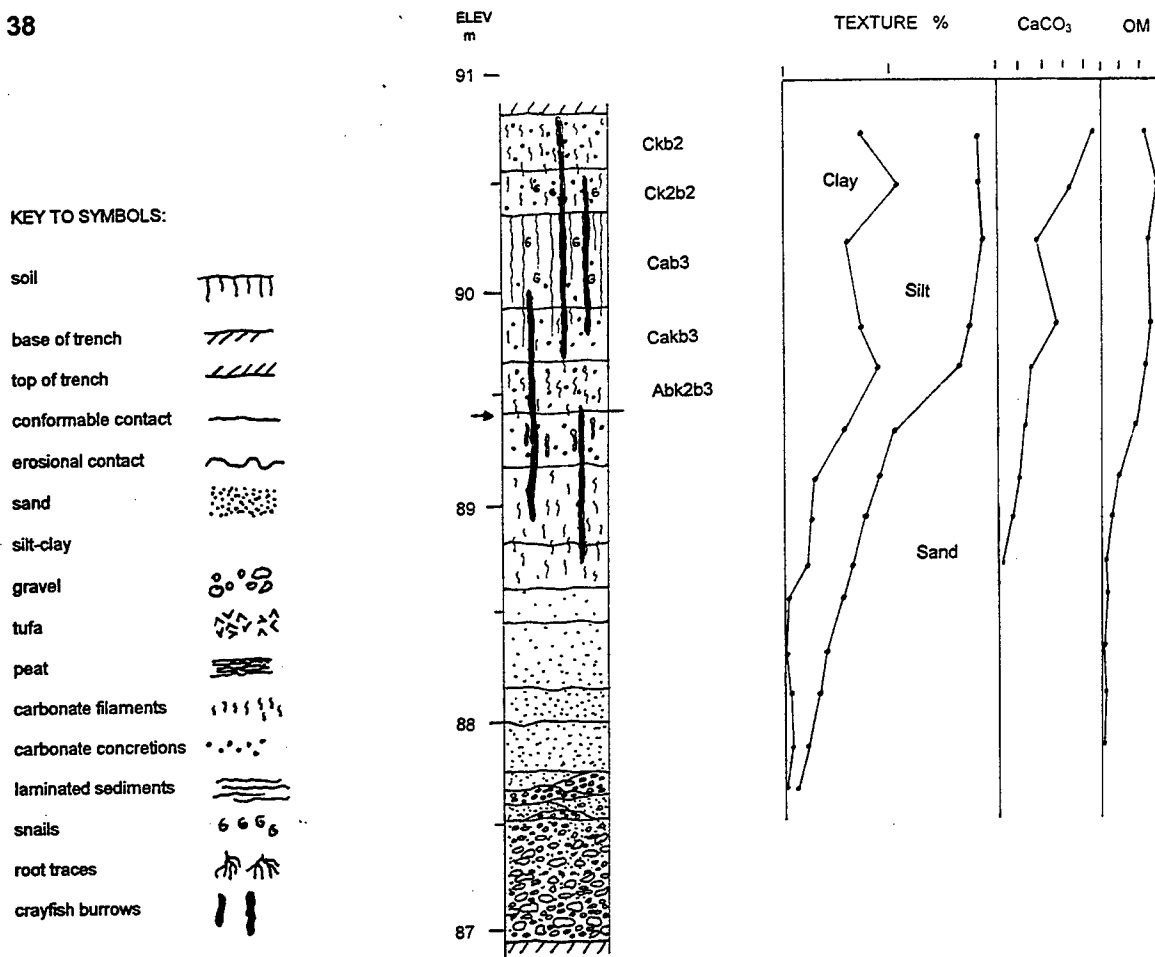 38
KEY TO SYMBOLS:
soil
base of trench
top of trench
conformable contact
erosional contact
sand
silt-clay
gravel
tufa
peat
carbonate filaments
carbonate concretions
laminated sediments
snails
root traces
crayfish burrows
ELEV
m
91
90
89
88
87
Ckb2
Ck2b2
Cab3
Cakb3
Abk2b3
TEXTURE %
Clay
Silt
Sand
CaCO₃
OM